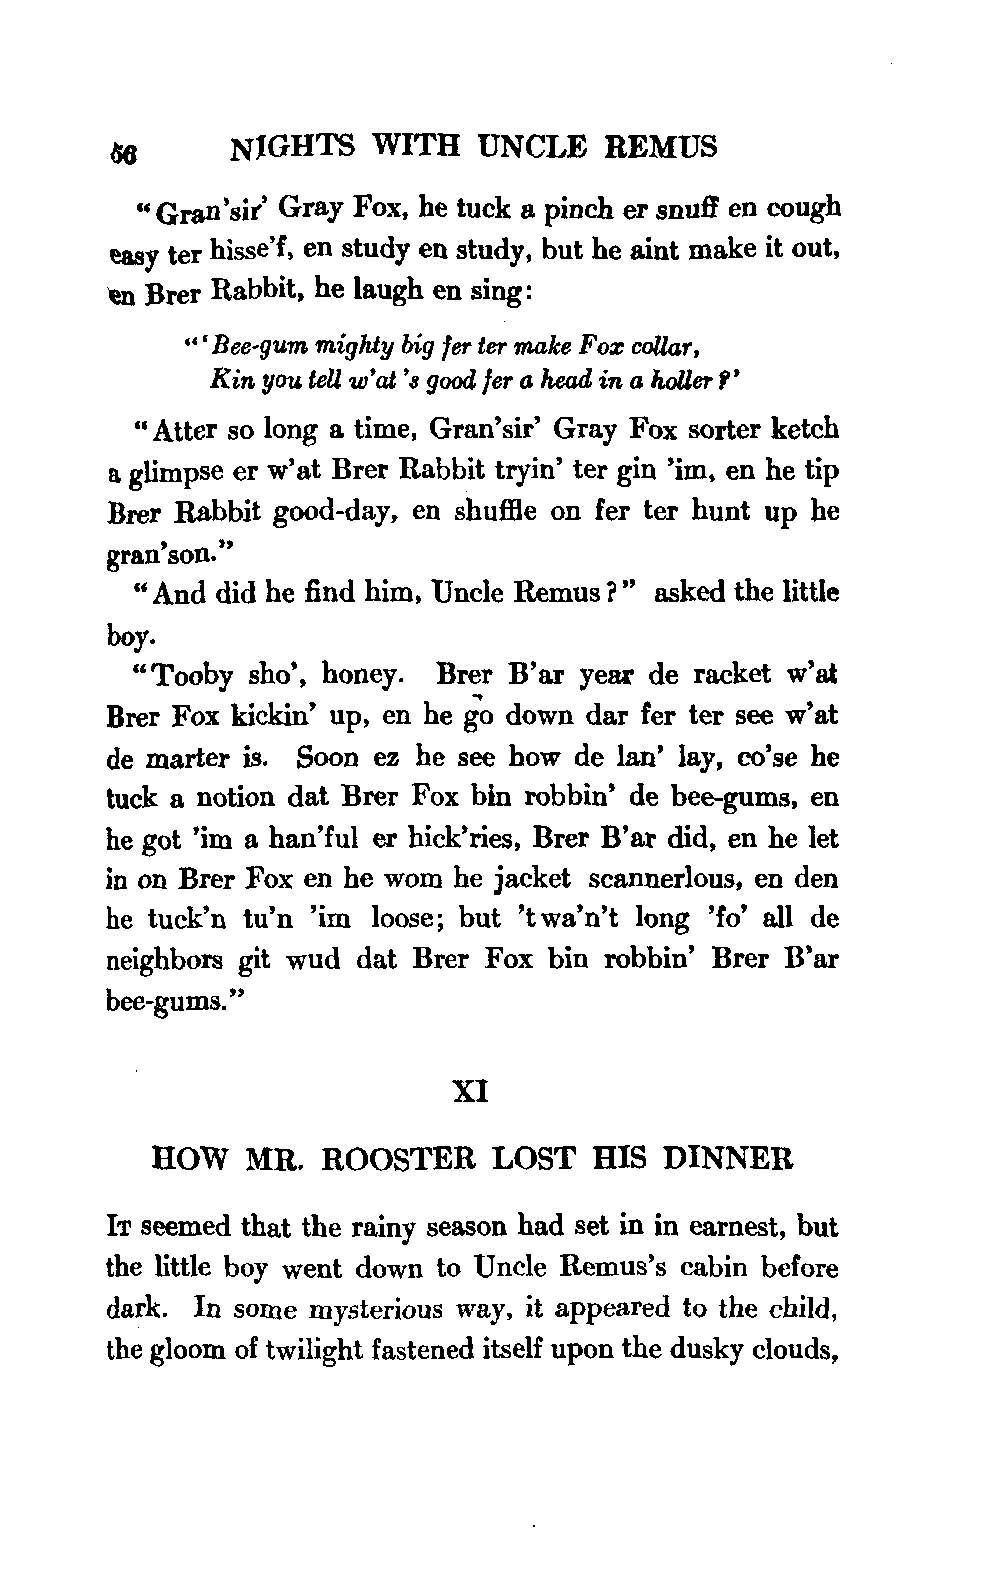 56 NIGHTS WITH UNCLE REMUS
"Gran'sir' Gray Fox, he tuck a pinch er snuff en cough
easy ter hisse'f, en study en study, but he aint make it out,
en Brer Rabbit, he laugh en sing:
"'Bee-gum mighty big fer ter make Fox collar,
Kin you tell w'at 's good fer a head in a holler?'
"Atter so long a time, Gran'sir' Gray Fox sorter ketch
a glimpse er w'at Brer Rabbit tryin' ter gin 'im, en he tip
Brer Rabbit good-day, en shuffle on fer ter hunt up he
gran'son."
"And did he find him, Uncle Remus?" asked the little
boy.
"Tooby sho', honey. Brer B'ar year de racket w'at
Brer Fox kickin' up, en he go down dar fer ter see w'at
de marter is. Soon ez he see how de lan' lay, co'se he
tuck a notion dat Brer Fox bin robbin' de bee-gums, en
he got 'im a han'ful er hick'ries, Brer B'ar did, en he let
in on Brer Fox en he wom he jacket scannerlous, en den
he tuck'n tu'n 'im loose; but 'twa'n't long 'fo' all de
neighbors git wud dat Brer Fox bin robbin' Brer B'ar
bee-gums."
XI
HOW MR. ROOSTER LOST HIS DINNER
IT seemed that the rainy season had set in in earnest, but
the little boy went down to Uncle Remus's cabin before
dark. In some mysterious way, it appeared to the child,
the gloom of twilight fastened itself upon the dusky clouds,